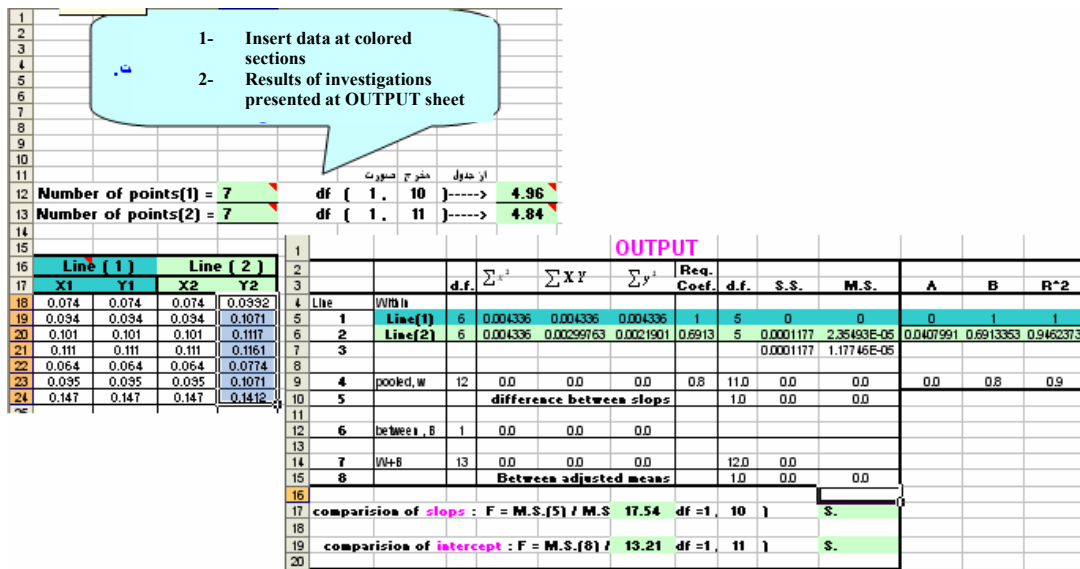 1- Insert data at colored sections
2- Results of investigations presented at OUTPUT sheet
ت.
صورت مخرج از جدول
Number of points(1) = 7 df ( 1 , 10 )-----> 4.96
Number of points(2) = 7 df ( 1 , 11 )-----> 4.84
Line ( 1 ) Line ( 2 )
X1 Y1 X2 Y2
0.074 0.074 0.074 0.0992
0.094 0.094 0.094 0.1071
0.101 0.101 0.101 0.1117
0.111 0.111 0.111 0.1161
0.064 0.064 0.064 0.0774
0.095 0.095 0.095 0.1071
0.147 0.147 0.147 0.1412
OUTPUT
d.f. ∑x² ∑XY ∑y² Reg. Coef. d.f. S.S. M.S. A B R^2
Line Within
1 Line(1) 6 0.004336 0.004336 0.004336 1 5 0 0 0 1 1
2 Line(2) 6 0.004336 0.00299763 0.0021901 0.6913 5 0.0001177 2.35493E-05 0.0407991 0.6913353 0.9462373
3 0.0001177 1.17746E-05
4 pooled, w 12 0.0 0.0 0.0 0.8 11.0 0.0 0.0 0.0 0.8 0.9
5 difference between slops 1.0 0.0 0.0
6 between , B 1 0.0 0.0 0.0
7 W+B 13 0.0 0.0 0.0 12.0 0.0
8 Between adjusted means 1.0 0.0 0.0
comparision of slops : F = M.S.(5) / M.S 17.54 df =1 , 10 ) S.
comparision of intercept : F = M.S.(8) / 13.21 df =1 , 11 ) S.